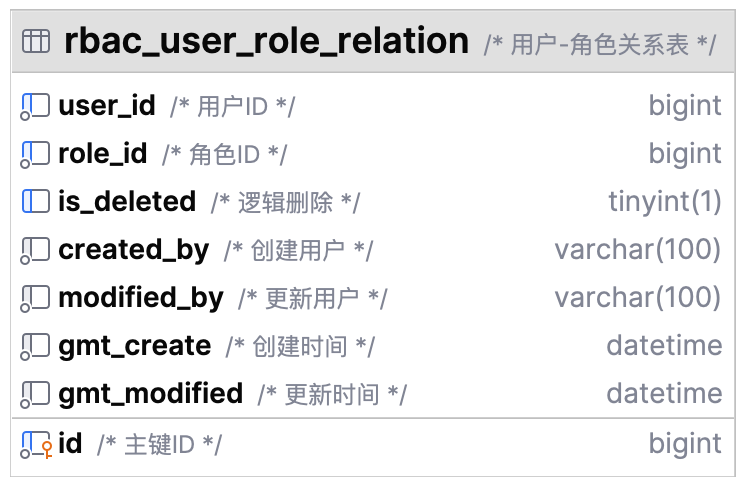 rbac_user_role_relation /* 用户-角色关系表 */
user_id /* 用户ID */ bigint
role_id /* 角色ID */ bigint
is_deleted /* 逻辑删除 */ tinyint(1)
created_by /* 创建用户 */ varchar(100)
modified_by /* 更新用户 */ varchar(100)
gmt_create /* 创建时间 */ datetime
gmt_modified /* 更新时间 */ datetime
id /* 主键ID */ bigint